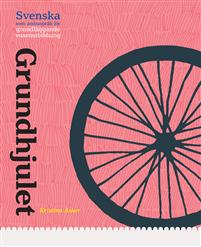 Svenska
som andraspråk för
grundläggande
vuxenutbildning
Grundhjulet
Kristina Asker